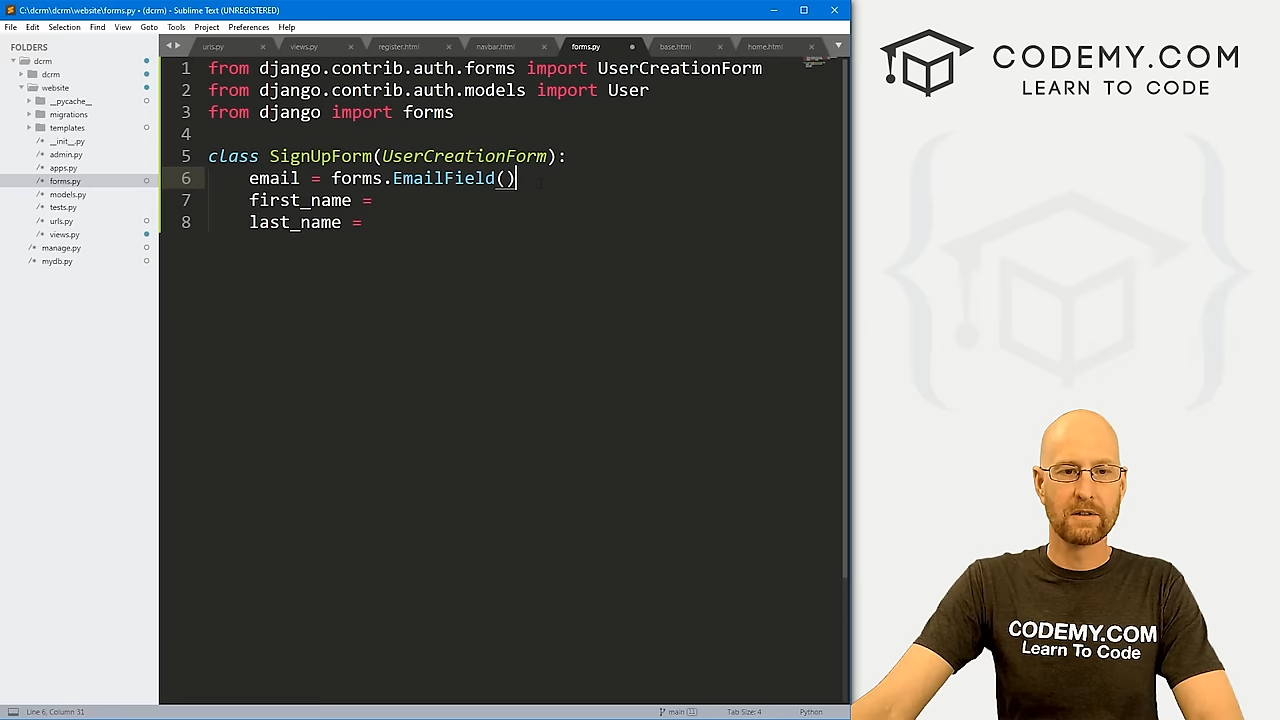 C:\dcrm\dcrm\website\forms.py • (dcrm) - Sublime Text (UNREGISTERED)
File Edit Selection Find View Goto Tools Project Preferences Help
FOLDERS
dcrm
dcrm
website
__pycache__
migrations
templates
__init__.py
admin.py
apps.py
forms.py
models.py
tests.py
urls.py
views.py
manage.py
mydb.py
urls.py views.py register.html navbar.html forms.py base.html home.html
1 from django.contrib.auth.forms import UserCreationForm
2 from django.contrib.auth.models import User
3 from django import forms
4
5 class SignUpForm(UserCreationForm):
6 email = forms.EmailField()
7 first_name =
8 last_name =
Line 6, Column 31 main 11 Tab Size: 4 Python
CODEMY.COM
LEARN TO CODE
CODEMY.COM
Learn To Code